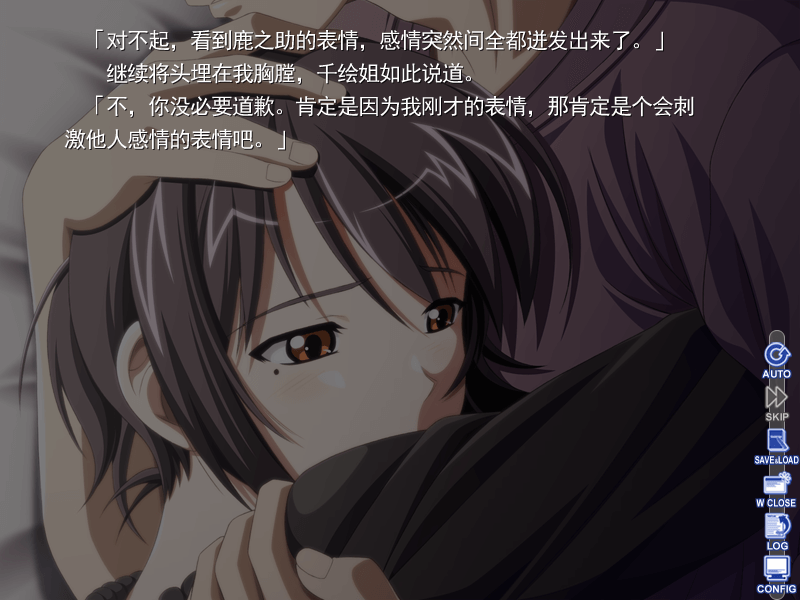 「对不起，看到鹿之助的表情，感情突然间全都迸发出来了。」
继续将头埋在我胸膛，千绘姐如此说道。
「不，你没必要道歉。肯定是因为我刚才的表情，那肯定是个会刺
激他人感情的表情吧。」
AUTO
SKIP
SAVE&LOAD
W CLOSE
LOG
CONFIG